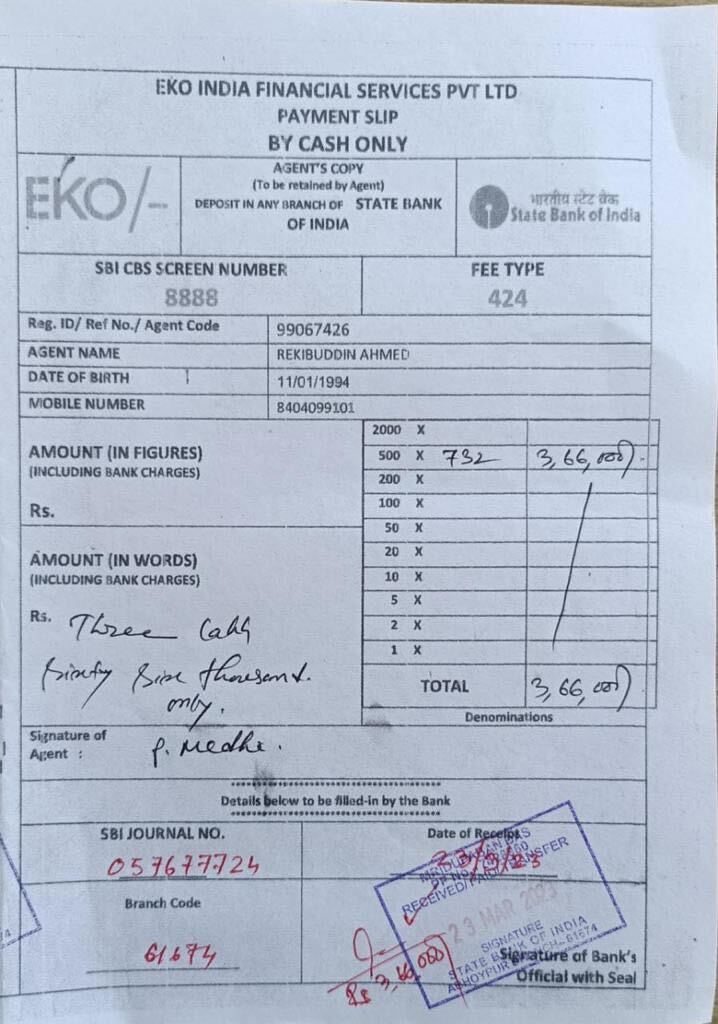 EKO INDIA FINANCIAL SERVICES PVT LTD
PAYMENT SLIP
BY CASH ONLY
EKO/-
AGENT'S COPY
(To be retained by Agent)
DEPOSIT IN ANY BRANCH OF STATE BANK
OF INDIA
भारतीय स्टेट बैंक
State Bank of India
SBI CBS SCREEN NUMBER
8888
FEE TYPE
424
Reg. ID/ Ref No./ Agent Code 99067426
AGENT NAME REKIBUDDIN AHMED
DATE OF BIRTH 11/01/1994
MOBILE NUMBER 8404099101
AMOUNT (IN FIGURES)
(INCLUDING BANK CHARGES)
Rs.
2000 X
500 X 732 3,66,000/-
200 X
100 X
50 X
20 X
10 X
5 X
2 X
1 X
TOTAL 3,66,000/
Denominations
AMOUNT (IN WORDS)
(INCLUDING BANK CHARGES)
Rs. Three Lakh
Sixty Six thousand.
only.
Signature of
Agent :
P. Medhi.
Details below to be filled-in by the Bank
SBI JOURNAL NO.
057677724
Date of Receipt
Branch Code
61674
RECEIVED/PAID/TRANSFER
23 MAR 2023
SIGNATURE
STATE BANK OF INDIA
ABHOYPUR BRANCH-61674
Rs 3,66,000
Signature of Bank's
Official with Seal